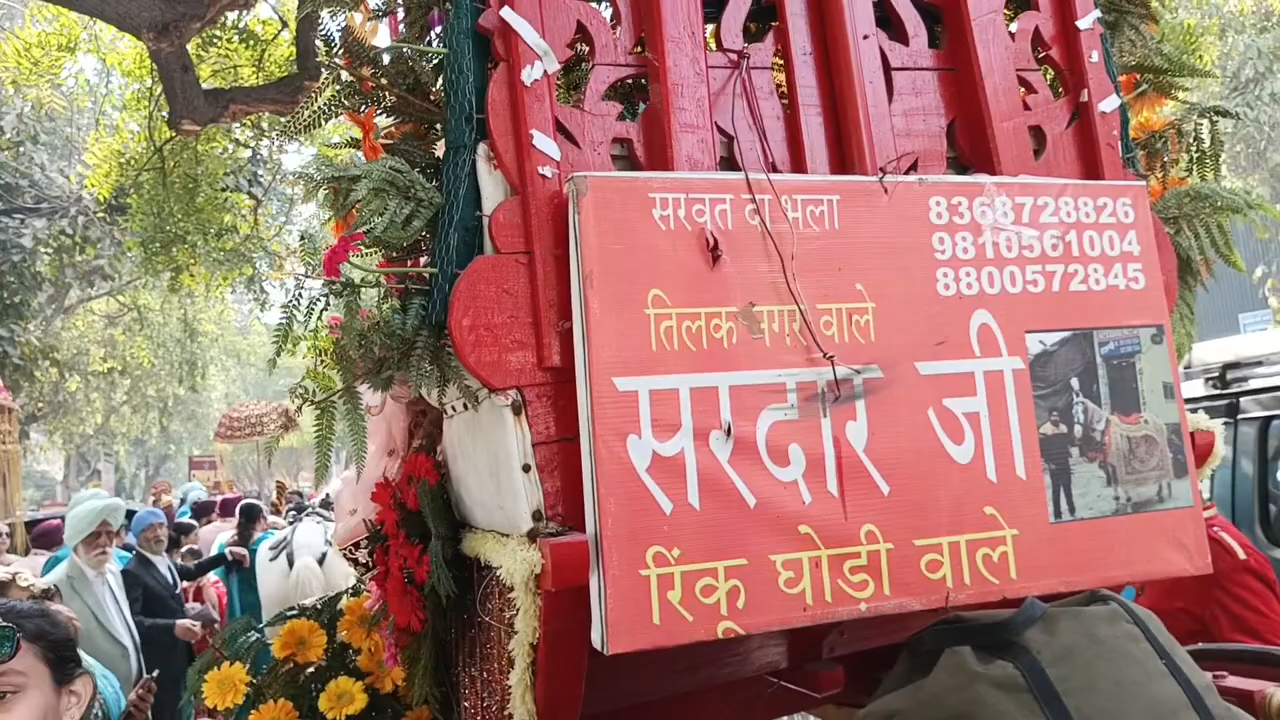 सरवत दा भला
8368728826
9810561004
8800572845
तिलक नगर वाले
सरदार जी
रिंकू घोड़ी वाले